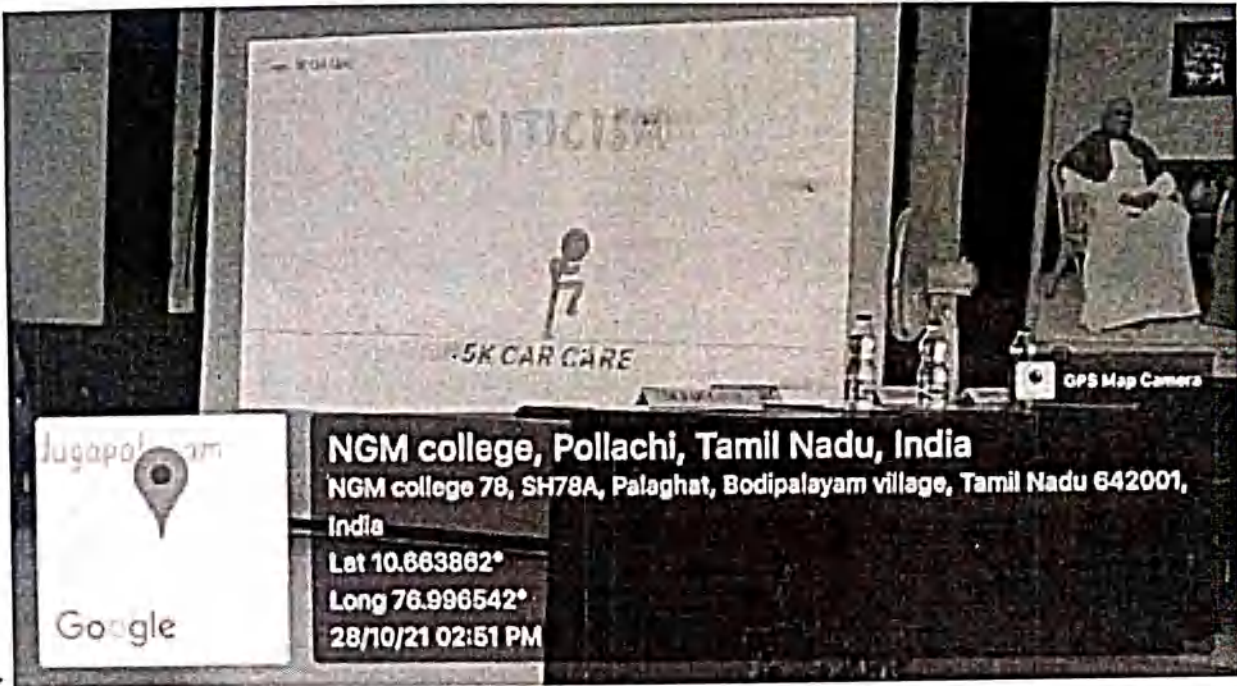 CRITICISM
5K CAR CARE
GPS Map Camera
NGM college, Pollachi, Tamil Nadu, India
NGM college 78, SH78A, Palaghat, Bodipalayam village, Tamil Nadu 642001,
India
Lat 10.663862°
Long 76.996542°
28/10/21 02:51 PM
Google